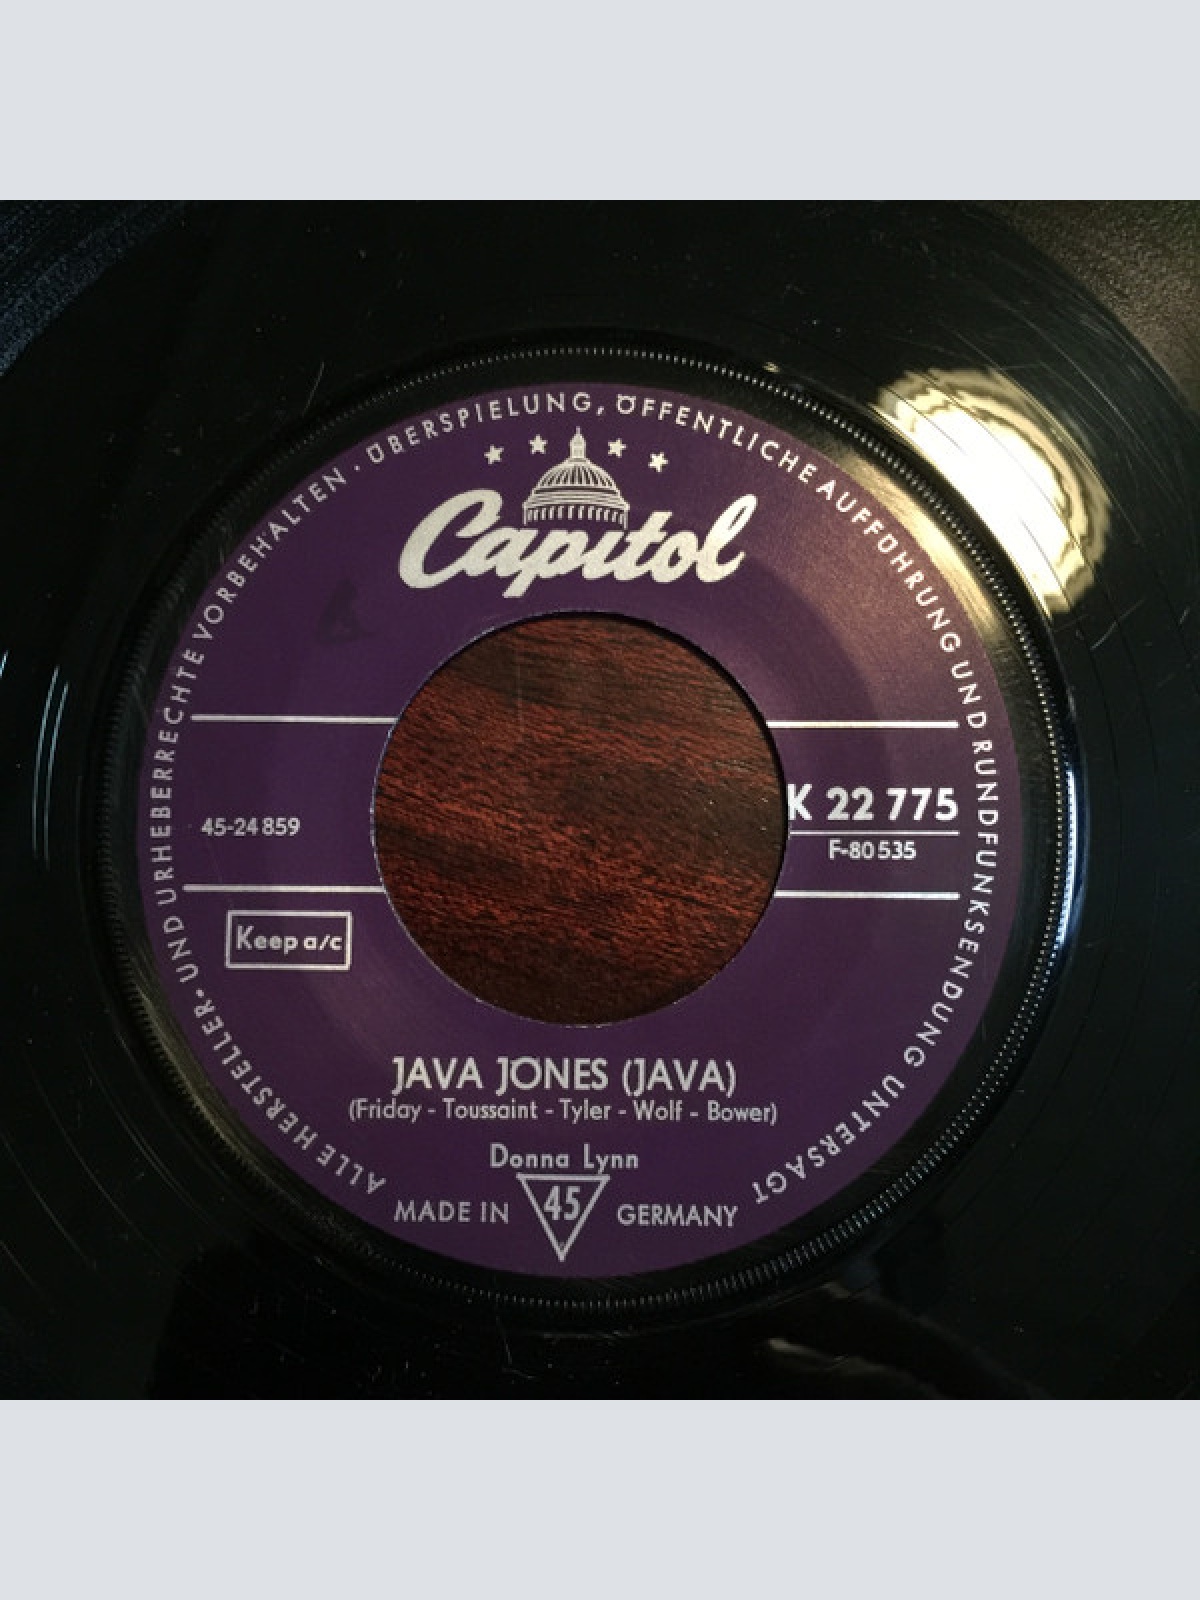 ALLE HERSTELLER- UND URHEBERRECHTE VORBEHALTEN · ÜBERSPIELUNG, ÖFFENTLICHE AUFFÜHRUNG UND RUNDFUNKSENDUNG UNTERSAGT
Capitol
K 22 775
45-24 859
F-80 535
Keep a/c
JAVA JONES (JAVA)
(Friday - Toussaint - Tyler - Wolf - Bower)
Donna Lynn
MADE IN 45 GERMANY